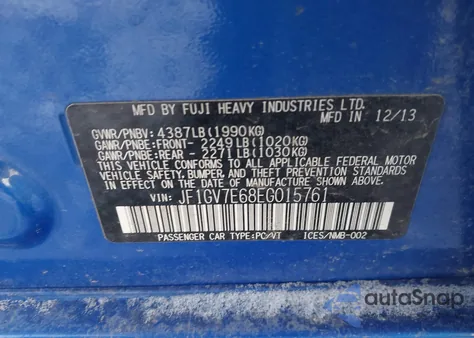 MFD BY FUJI HEAVY INDUSTRIES LTD.
MADE IN JAPAN 12/13
GVWR/PNBV: 4387LB(1990KG)
GAWR/PNBE:FRONT- 2249LB(1020KG)
GAWR/PNBE:REAR - 2271LB(1030KG)
THIS VEHICLE CONFORMS TO ALL APPLICABLE FEDERAL MOTOR
VEHICLE SAFETY, BUMPER, AND THEFT PREVENTION STANDARDS IN
EFFECT ON THE DATE OF MANUFACTURE SHOWN ABOVE.
VIN: JF1GV7E68EG015761
PASSENGER CAR TYPE:PC/VT ICES/NMB-002
autoSnap